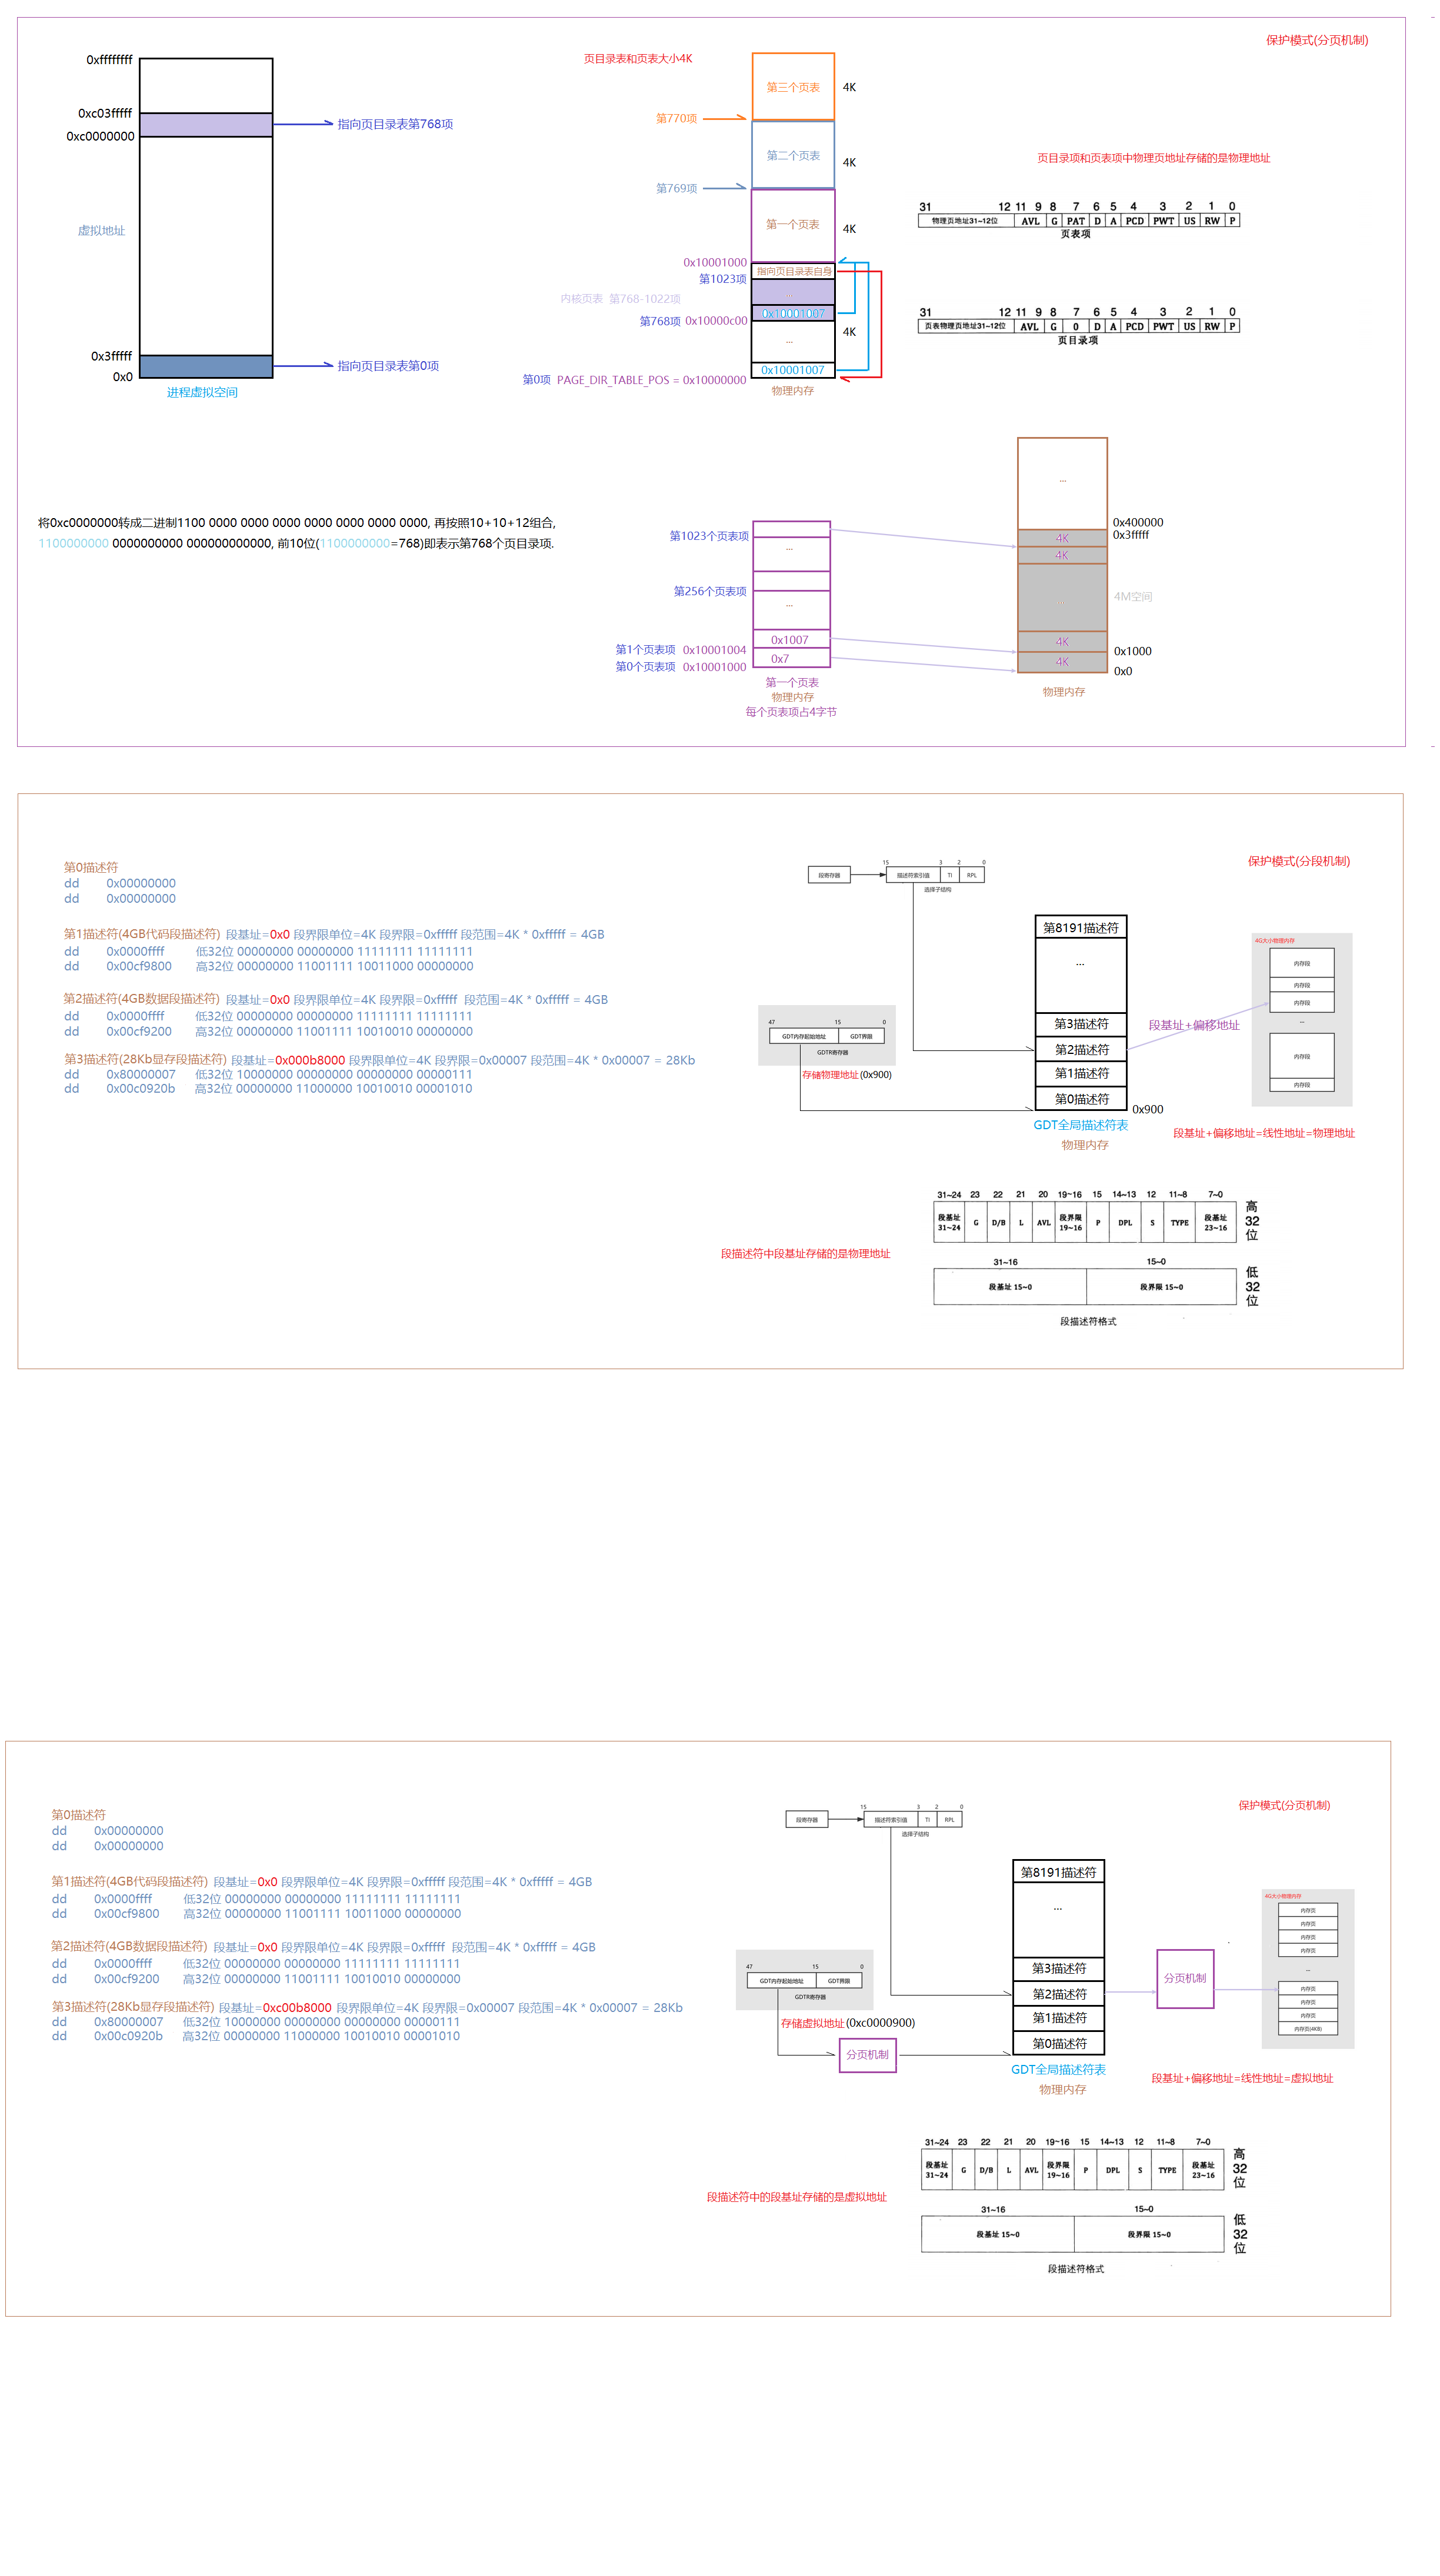 保护模式(分页机制)
0xffffffff
0xc03fffff
0xc0000000
指向页目录表第768项
虚拟地址
0x3fffff
0x0
指向页目录表第0项
进程虚拟空间
页目录表和页表大小4K
第三个页表
4K
第770项
第二个页表
4K
第769项
第一个页表
4K
0x10001000
指向页目录表自身
第1023项
内核页表 第768-1022项
...
0x10001007
第768项 0x10000c00
4K
...
0x10001007
第0项 PAGE_DIR_TABLE_POS = 0x10000000
物理内存
页目录项和页表项中物理页地址存储的是物理地址
31 12 11 9 8 7 6 5 4 3 2 1 0
物理页地址31~12位 AVL G PAT D A PCD PWT US RW P
页表项
31 12 11 9 8 7 6 5 4 3 2 1 0
页表物理页地址31~12位 AVL G 0 D A PCD PWT US RW P
页目录项
将0xc0000000转成二进制1100 0000 0000 0000 0000 0000 0000 0000, 再按照10+10+12组合,
1100000000 0000000000 000000000000, 前10位(1100000000=768)即表示第768个页目录项.
第1023个页表项
...
第256个页表项
...
0x1007
第1个页表项 0x10001004
0x7
第0个页表项 0x10001000
第一个页表
物理内存
每个页表项占4字节
...
0x400000
0x3fffff
4K
4K
...
4M空间
4K
0x1000
4K
0x0
物理内存
保护模式(分段机制)
第0描述符
dd 0x00000000
dd 0x00000000
第1描述符(4GB代码段描述符) 段基址=0x0 段界限单位=4K 段界限=0xfffff 段范围=4K * 0xfffff = 4GB
dd 0x0000ffff 低32位 00000000 00000000 11111111 11111111
dd 0x00cf9800 高32位 00000000 11001111 10011000 00000000
第2描述符(4GB数据段描述符) 段基址=0x0 段界限单位=4K 段界限=0xfffff 段范围=4K * 0xfffff = 4GB
dd 0x0000ffff 低32位 00000000 00000000 11111111 11111111
dd 0x00cf9200 高32位 00000000 11001111 10010010 00000000
第3描述符(28Kb显存段描述符) 段基址=0x000b8000 段界限单位=4K 段界限=0x00007 段范围=4K * 0x00007 = 28Kb
dd 0x80000007 低32位 10000000 00000000 00000000 00000111
dd 0x00c0920b 高32位 00000000 11000000 10010010 00001010
15 3 2 0
段寄存器
描述符索引值 TI RPL
选择子结构
第8191描述符
...
第3描述符
第2描述符
第1描述符
第0描述符
0x900
GDT全局描述符表
物理内存
47 15 0
GDT内存起始地址 GDT界限
GDTR寄存器
存储物理地址(0x900)
段基址+偏移地址
4G大小物理内存
内存段
内存段
内存段
...
内存段
内存段
段基址+偏移地址=线性地址=物理地址
段描述符中段基址存储的是物理地址
31~24 23 22 21 20 19~16 15 14~13 12 11~8 7~0
段基址 31~24 G D/B L AVL 段界限 19~16 P DPL S TYPE 段基址 23~16
高32位
31~16 15~0
段基址 15~0 段界限 15~0
低32位
段描述符格式
保护模式(分页机制)
第0描述符
dd 0x00000000
dd 0x00000000
第1描述符(4GB代码段描述符) 段基址=0x0 段界限单位=4K 段界限=0xfffff 段范围=4K * 0xfffff = 4GB
dd 0x0000ffff 低32位 00000000 00000000 11111111 11111111
dd 0x00cf9800 高32位 00000000 11001111 10011000 00000000
第2描述符(4GB数据段描述符) 段基址=0x0 段界限单位=4K 段界限=0xfffff 段范围=4K * 0xfffff = 4GB
dd 0x0000ffff 低32位 00000000 00000000 11111111 11111111
dd 0x00cf9200 高32位 00000000 11001111 10010010 00000000
第3描述符(28Kb显存段描述符) 段基址=0xc00b8000 段界限单位=4K 段界限=0x00007 段范围=4K * 0x00007 = 28Kb
dd 0x80000007 低32位 10000000 00000000 00000000 00000111
dd 0x00c0920b 高32位 00000000 11000000 10010010 00001010
15 3 2 0
段寄存器
描述符索引值 TI RPL
选择子结构
第8191描述符
...
第3描述符
第2描述符
第1描述符
第0描述符
GDT全局描述符表
物理内存
47 15 0
GDT内存起始地址 GDT界限
GDTR寄存器
存储虚拟地址(0xc0000900)
分页机制
分页机制
4G大小物理内存
内存页
内存页
内存页
内存页
...
内存页
内存页
内存页
内存页(4KB)
段基址+偏移地址=线性地址=虚拟地址
段描述符中的段基址存储的是虚拟地址
31~24 23 22 21 20 19~16 15 14~13 12 11~8 7~0
段基址 31~24 G D/B L AVL 段界限 19~16 P DPL S TYPE 段基址 23~16
高32位
31~16 15~0
段基址 15~0 段界限 15~0
低32位
段描述符格式